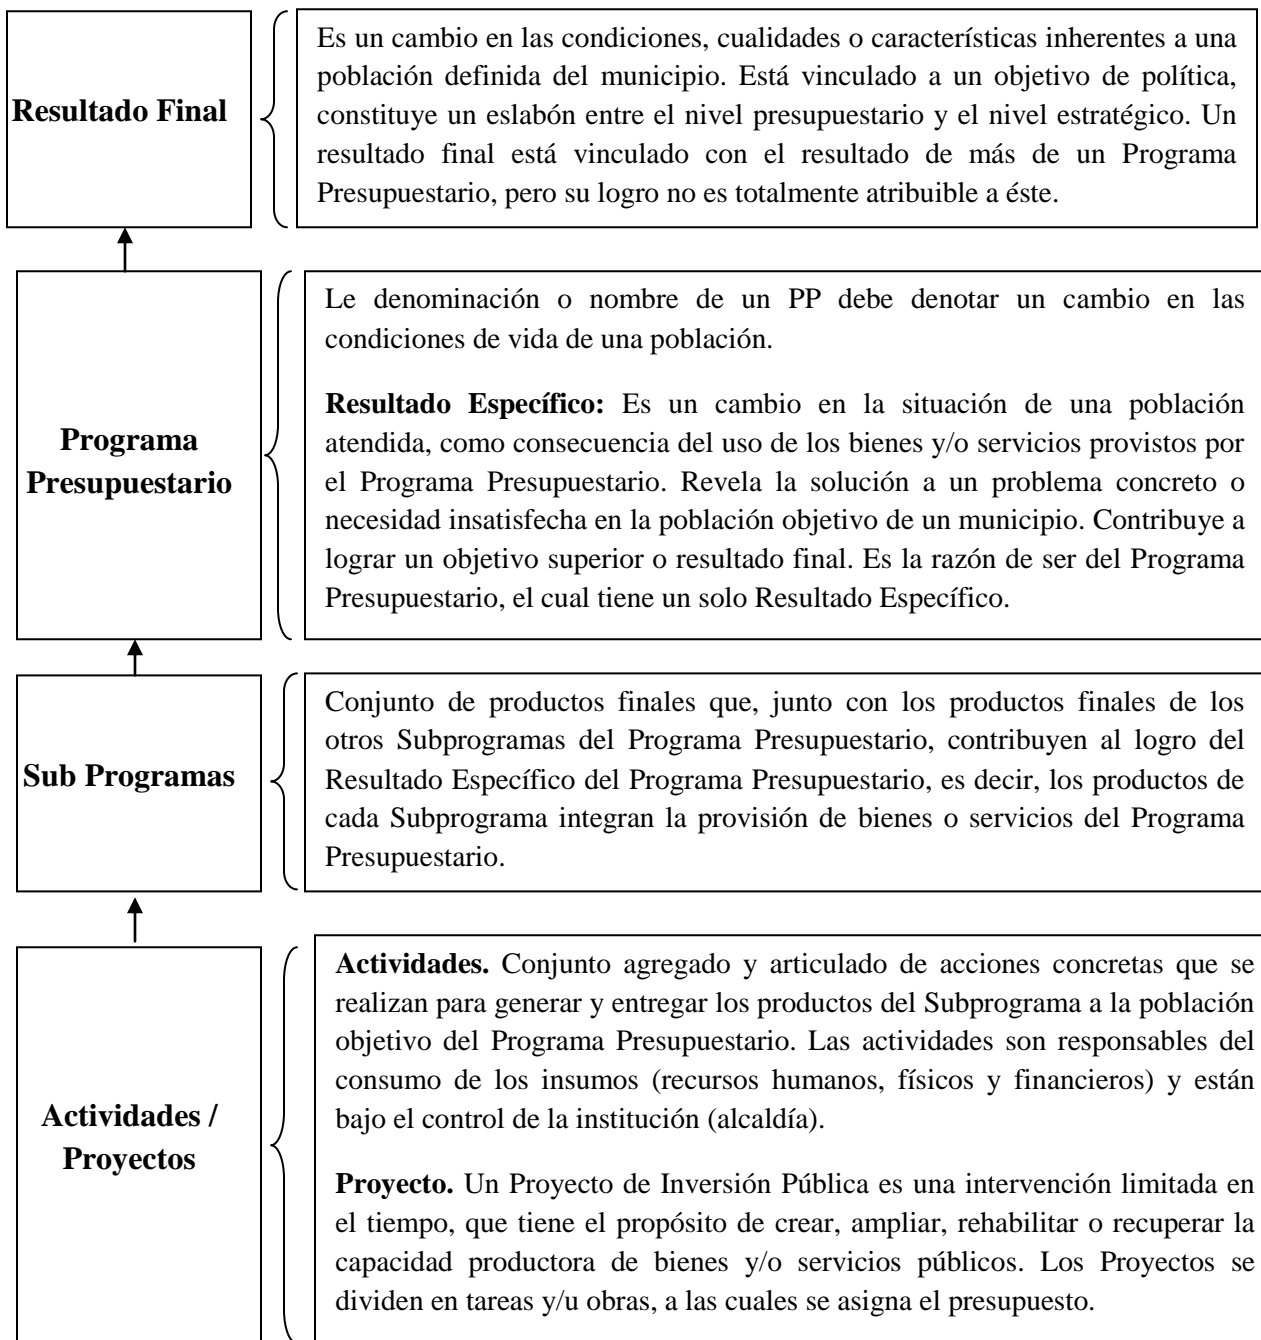 Resultado Final
Es un cambio en las condiciones, cualidades o características inherentes a una
población definida del municipio. Está vinculado a un objetivo de política,
constituye un eslabón entre el nivel presupuestario y el nivel estratégico. Un
resultado final está vinculado con el resultado de más de un Programa
Presupuestario, pero su logro no es totalmente atribuible a éste.
Programa
Presupuestario
Le denominación o nombre de un PP debe denotar un cambio en las
condiciones de vida de una población.
Resultado Específico: Es un cambio en la situación de una población
atendida, como consecuencia del uso de los bienes y/o servicios provistos por
el Programa Presupuestario. Revela la solución a un problema concreto o
necesidad insatisfecha en la población objetivo de un municipio. Contribuye a
lograr un objetivo superior o resultado final. Es la razón de ser del Programa
Presupuestario, el cual tiene un solo Resultado Específico.
Sub Programas
Conjunto de productos finales que, junto con los productos finales de los
otros Subprogramas del Programa Presupuestario, contribuyen al logro del
Resultado Específico del Programa Presupuestario, es decir, los productos de
cada Subprograma integran la provisión de bienes o servicios del Programa
Presupuestario.
Actividades /
Proyectos
Actividades. Conjunto agregado y articulado de acciones concretas que se
realizan para generar y entregar los productos del Subprograma a la población
objetivo del Programa Presupuestario. Las actividades son responsables del
consumo de los insumos (recursos humanos, físicos y financieros) y están
bajo el control de la institución (alcaldía).
Proyecto. Un Proyecto de Inversión Pública es una intervención limitada en
el tiempo, que tiene el propósito de crear, ampliar, rehabilitar o recuperar la
capacidad productora de bienes y/o servicios públicos. Los Proyectos se
dividen en tareas y/u obras, a las cuales se asigna el presupuesto.